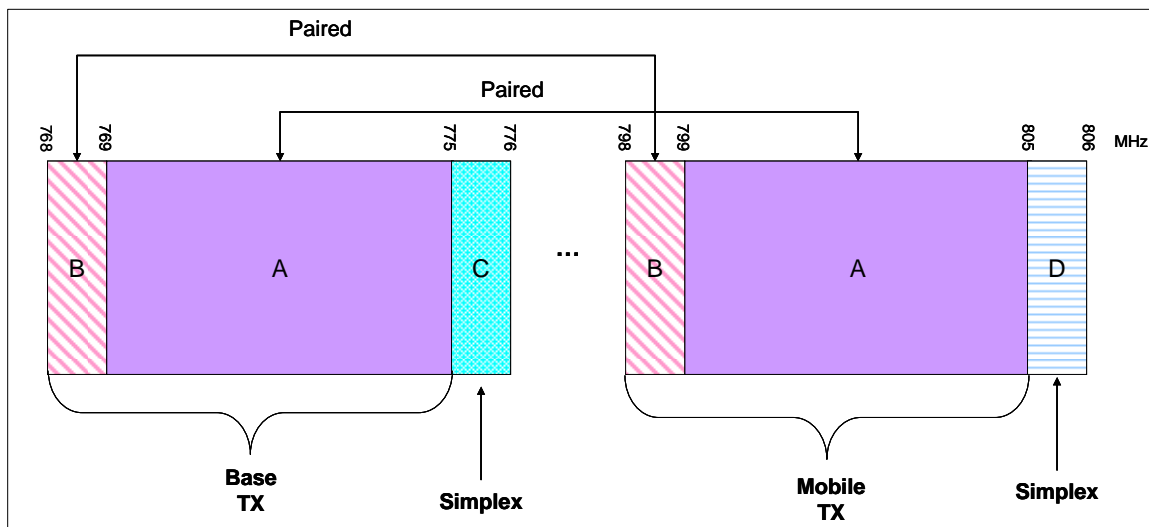 Paired
Paired
768
769
775
776
798
799
805
806
MHz
B
A
C
...
B
A
D
Base
TX
Simplex
Mobile
TX
Simplex